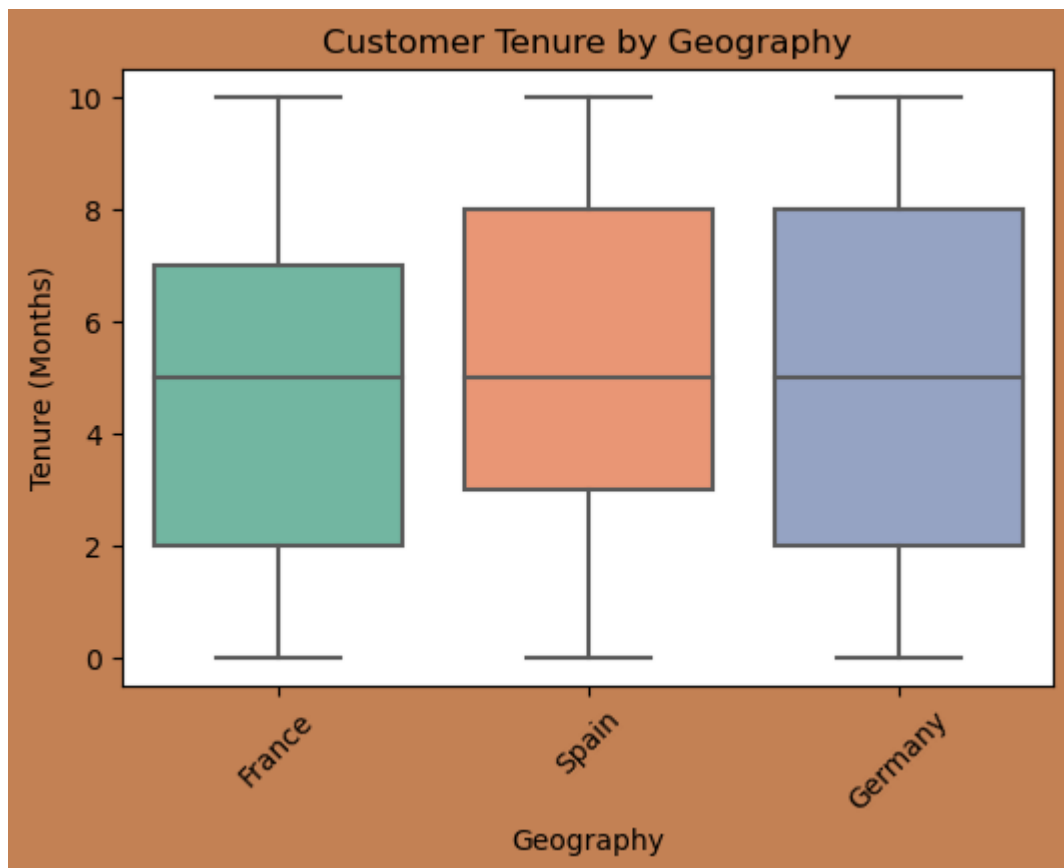 Customer Tenure by Geography
Tenure (Months)
10
8
6
4
2
0
France
Spain
Germany
Geography